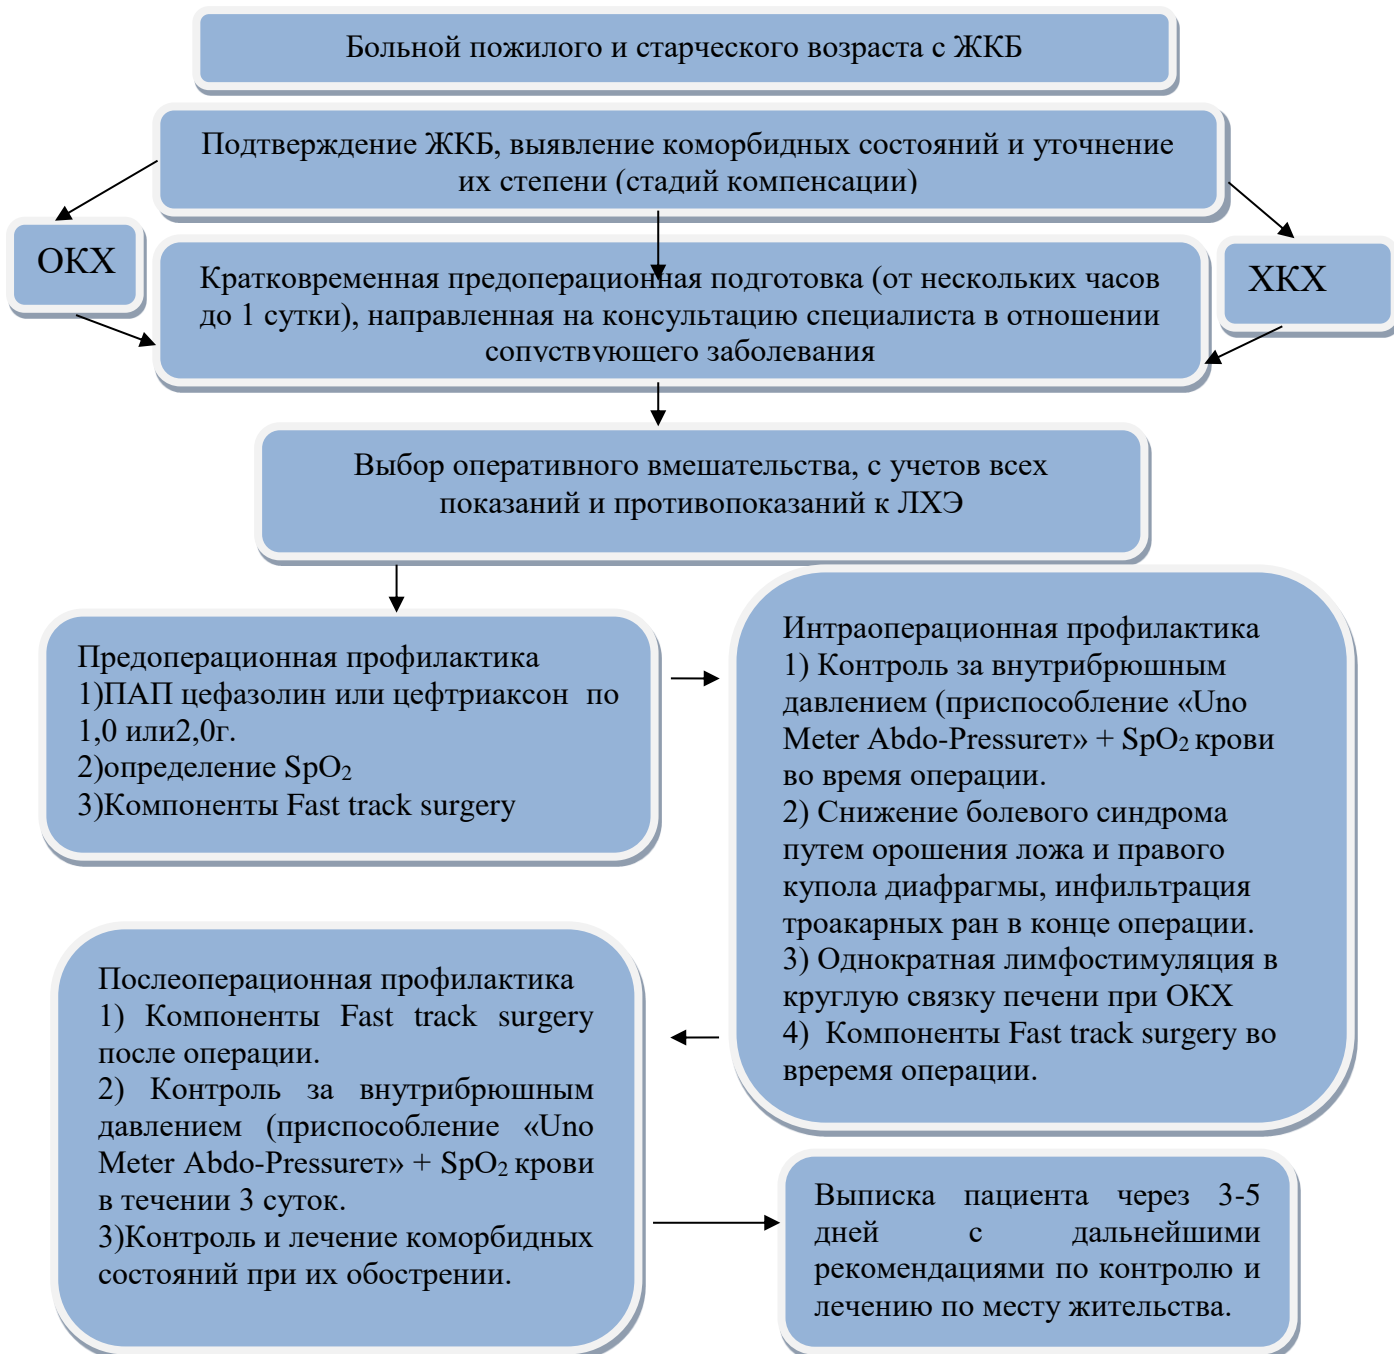 Больной пожилого и старческого возраста с ЖКБ
Подтверждение ЖКБ, выявление коморбидных состояний и уточнение
их степени (стадий компенсации)
ОКХ
ХКХ
Кратковременная предоперационная подготовка (от нескольких часов
до 1 сутки), направленная на консультацию специалиста в отношении
сопуствующего заболевания
Выбор оперативного вмешательства, с учетов всех
показаний и противопоказаний к ЛХЭ
Предоперационная профилактика
1)ПАП цефазолин или цефтриаксон по
1,0 или2,0г.
2)определение SpO₂
3)Компоненты Fast track surgery
Интраоперационная профилактика
1) Контроль за внутрибрюшным
давлением (приспособление «Uno
Meter Abdo-Pressureт» + SpO₂ крови
во время операции.
2) Снижение болевого синдрома
путем орошения ложа и правого
купола диафрагмы, инфильтрация
троакарных ран в конце операции.
3) Однократная лимфостимуляция в
круглую связку печени при ОКХ
4) Компоненты Fast track surgery во
вреремя операции.
Послеоперационная профилактика
1) Компоненты Fast track surgery
после операции.
2) Контроль за внутрибрюшным
давлением (приспособление «Uno
Meter Abdo-Pressureт» + SpO₂ крови
в течении 3 суток.
3)Контроль и лечение коморбидных
состояний при их обострении.
Выписка пациента через 3-5
дней с дальнейшими
рекомендациями по контролю и
лечению по месту жительства.